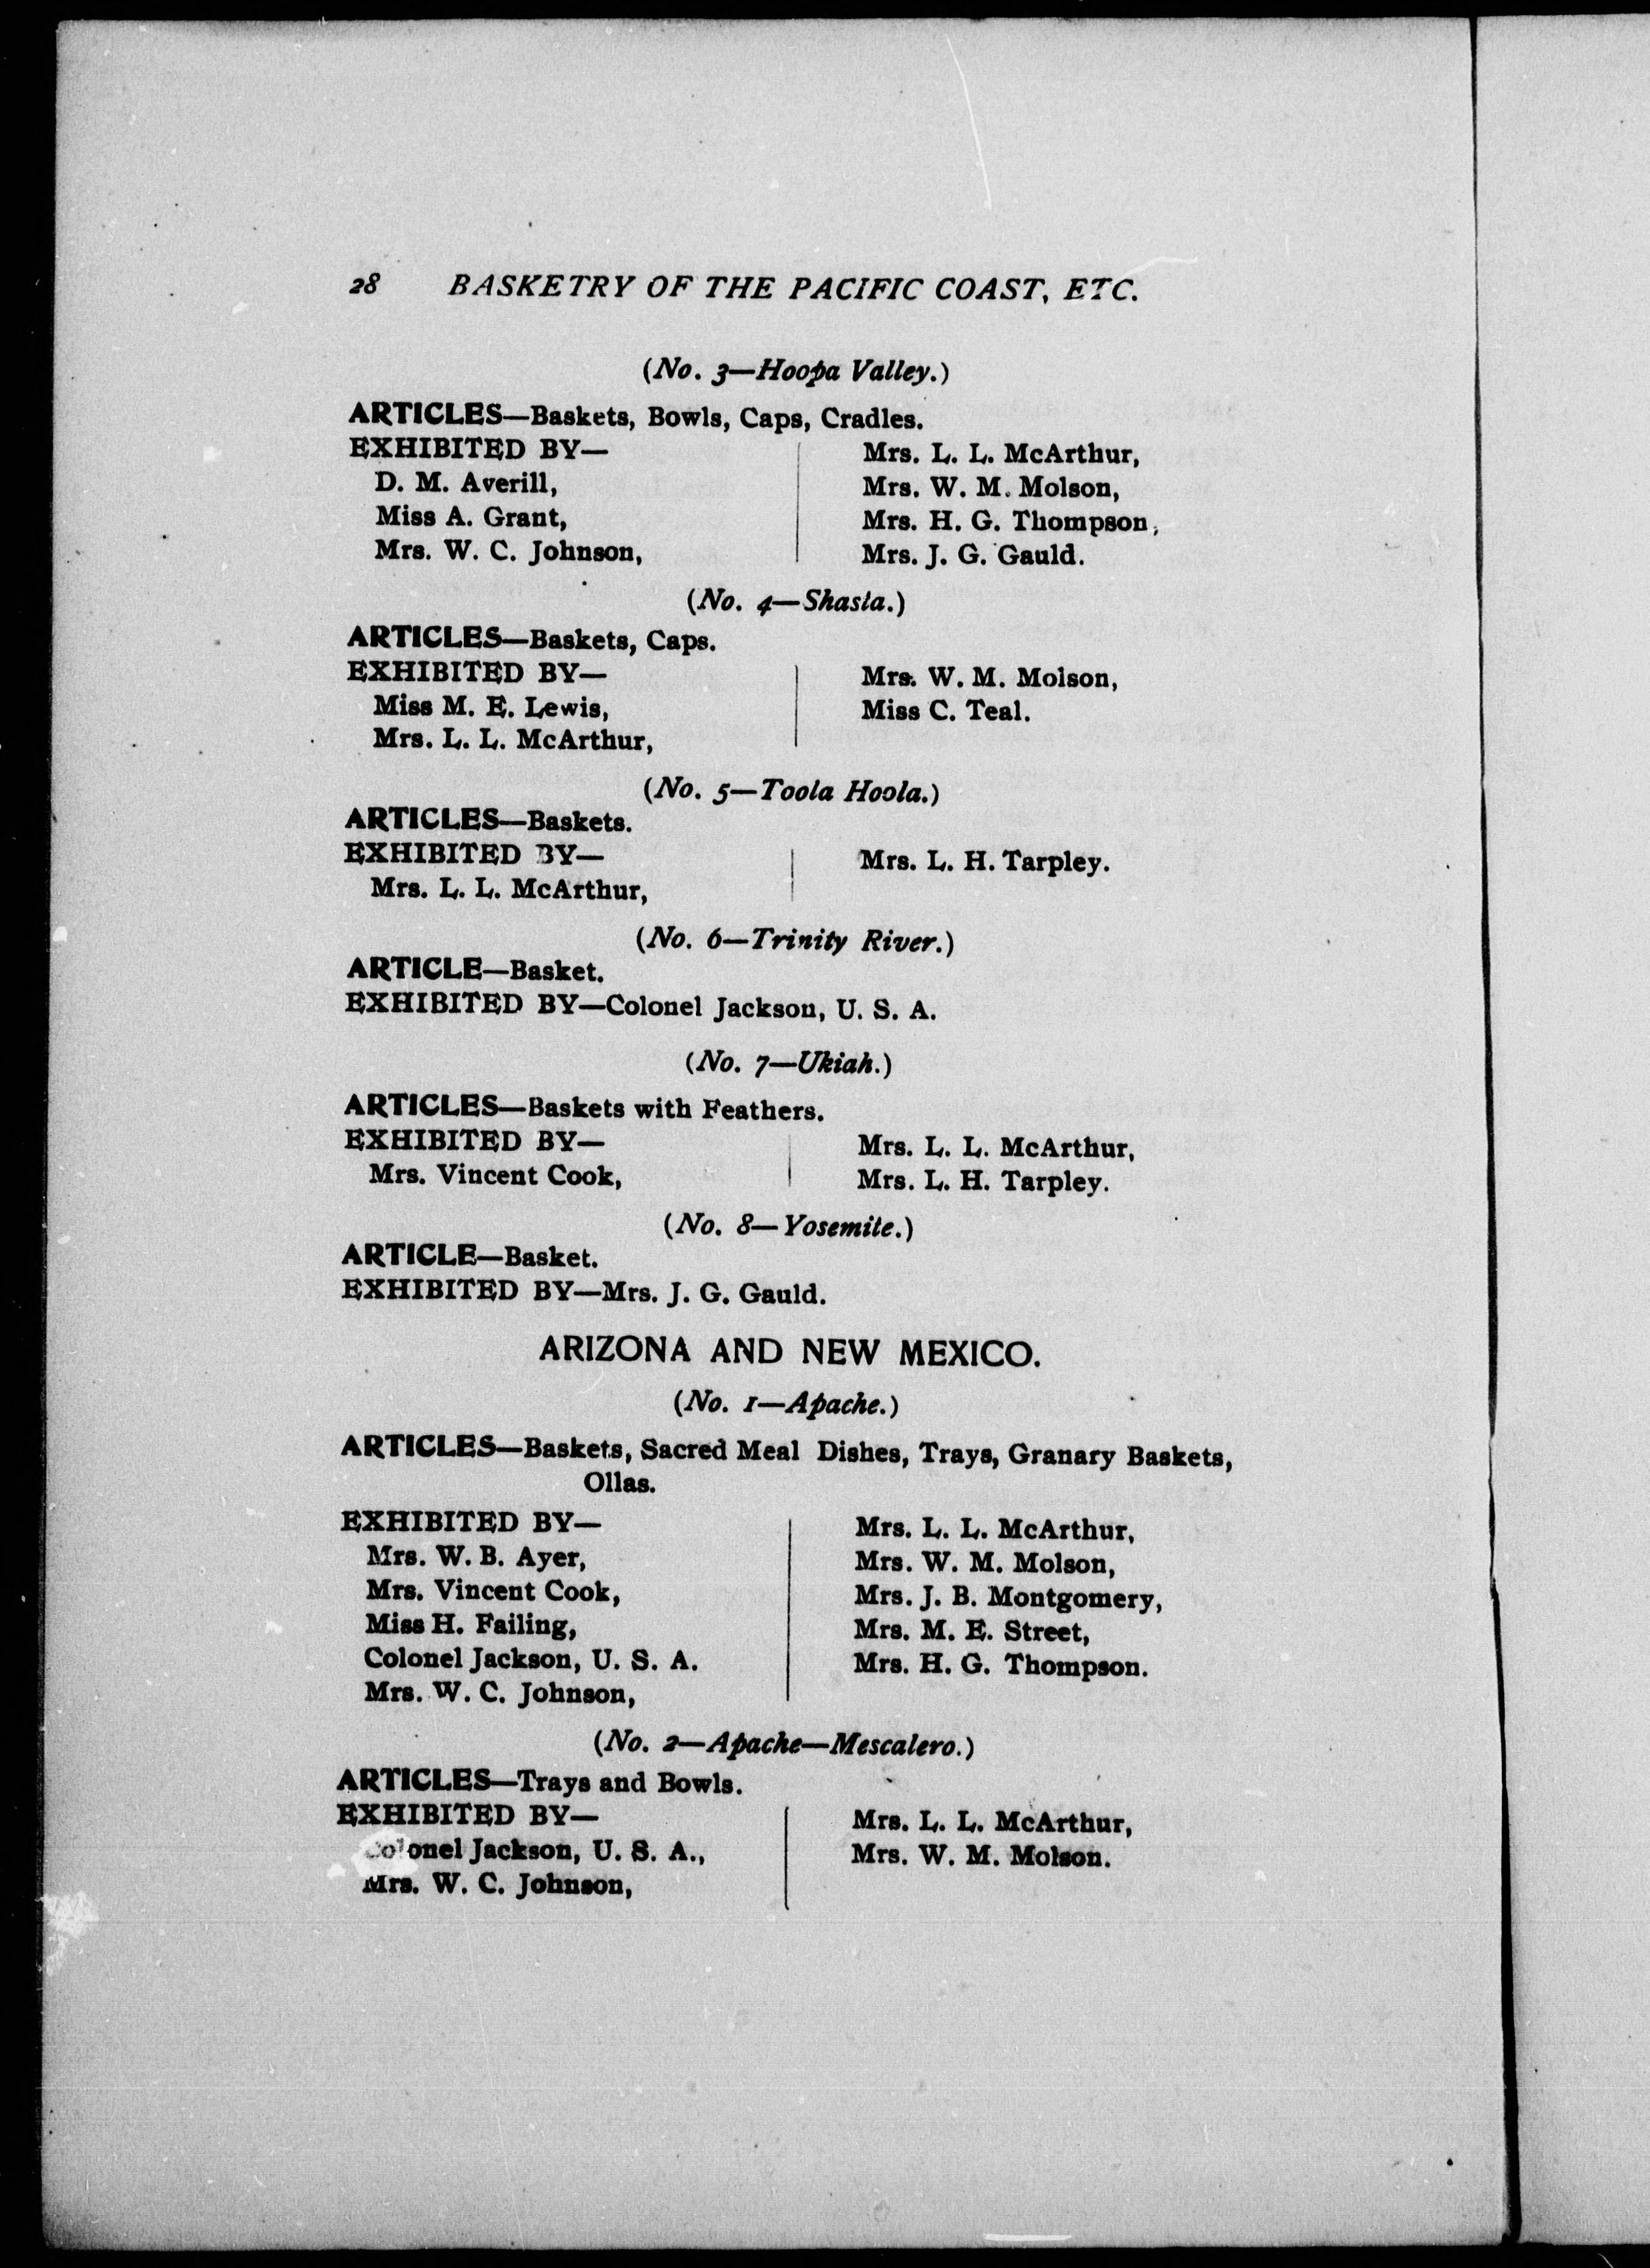 28 BASKETRY OF THE PACIFIC COAST, ETC.
(No. 3—Hoopa Valley.)
ARTICLES—Baskets, Bowls, Caps, Cradles.
EXHIBITED BY—
D. M. Averill,
Miss A. Grant,
Mrs. W. C. Johnson,
Mrs. L. L. McArthur,
Mrs. W. M. Molson,
Mrs. H. G. Thompson,
Mrs. J. G. Gauld.
(No. 4—Shasta.)
ARTICLES—Baskets, Caps.
EXHIBITED BY—
Miss M. E. Lewis,
Mrs. L. L. McArthur,
Mrs. W. M. Molson,
Miss C. Teal.
(No. 5—Toola Hoola.)
ARTICLES—Baskets.
EXHIBITED BY—
Mrs. L. L. McArthur,
Mrs. L. H. Tarpley.
(No. 6—Trinity River.)
ARTICLE—Basket.
EXHIBITED BY—Colonel Jackson, U. S. A.
(No. 7—Ukiah.)
ARTICLES—Baskets with Feathers.
EXHIBITED BY—
Mrs. Vincent Cook,
Mrs. L. L. McArthur,
Mrs. L. H. Tarpley.
(No. 8—Yosemite.)
ARTICLE—Basket.
EXHIBITED BY—Mrs. J. G. Gauld.
ARIZONA AND NEW MEXICO.
(No. 1—Apache.)
ARTICLES—Baskets, Sacred Meal Dishes, Trays, Granary Baskets,
Ollas.
EXHIBITED BY—
Mrs. W. B. Ayer,
Mrs. Vincent Cook,
Miss H. Failing,
Colonel Jackson, U. S. A.
Mrs. W. C. Johnson,
Mrs. L. L. McArthur,
Mrs. W. M. Molson,
Mrs. J. B. Montgomery,
Mrs. M. E. Street,
Mrs. H. G. Thompson.
(No. 2—Apache—Mescalero.)
ARTICLES—Trays and Bowls.
EXHIBITED BY—
Colonel Jackson, U. S. A.,
Mrs. W. C. Johnson,
Mrs. L. L. McArthur,
Mrs. W. M. Molson.